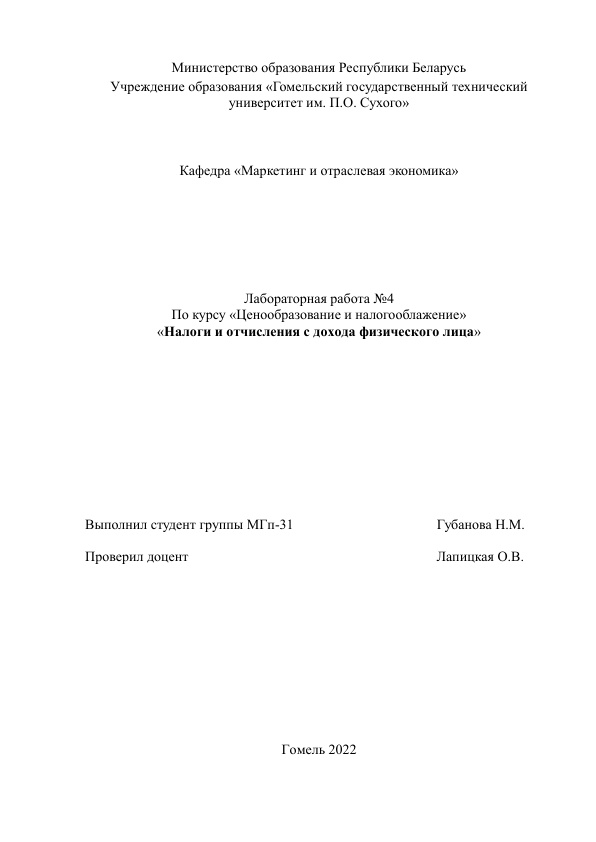 Министерство образования Республики Беларусь
Учреждение образования «Гомельский государственный технический
университет им. П.О. Сухого»
Кафедра «Маркетинг и отраслевая экономика»
Лабораторная работа №4
По курсу «Ценообразование и налогооблажение»
«Налоги и отчисления с дохода физического лица»
Выполнил студент группы МГп-31 Губанова Н.М.
Проверил доцент Лапицкая О.В.
Гомель 2022